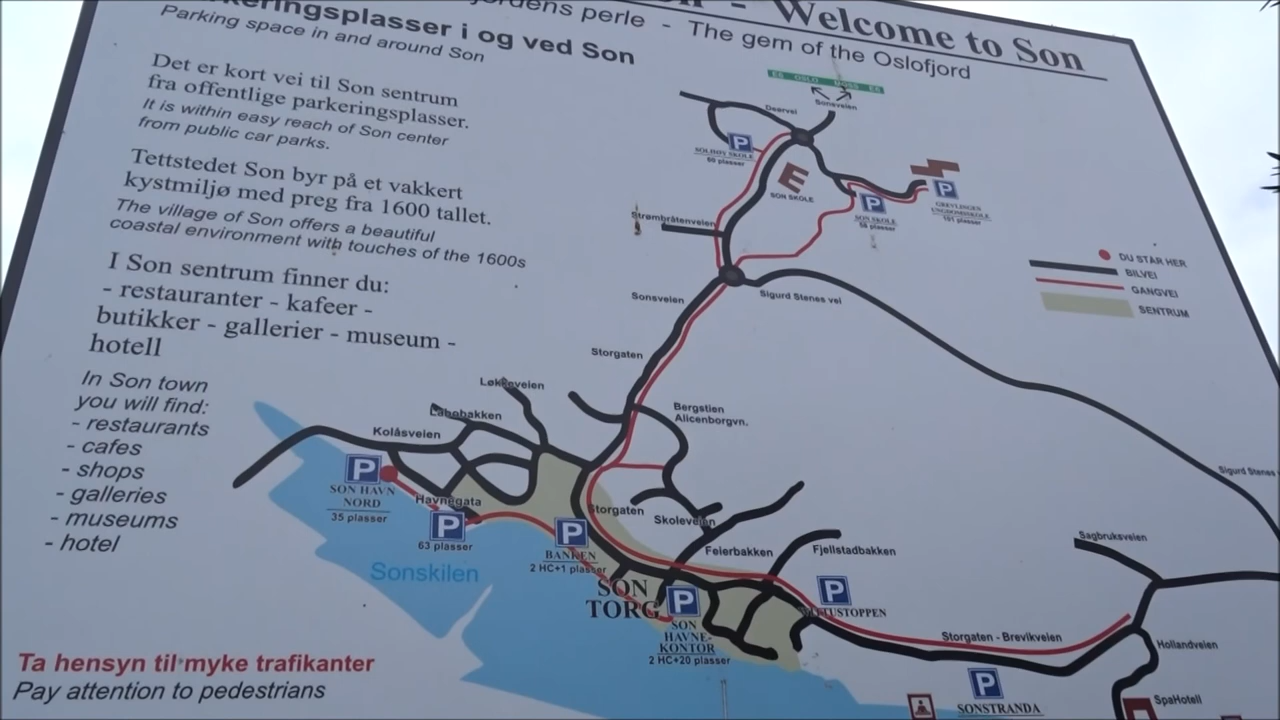 - Welcome to Son
perle - The gem of the Oslofjord
i og ved Son
Parking space in and around Son
Det er kort vei til Son sentrum
fra offentlige parkeringsplasser.
It is within easy reach of Son center
from public car parks.
Tettstedet Son byr på et vakkert
kystmiljø med preg fra 1600 tallet.
The village of Son offers a beautiful
coastal environment with touches of the 1600s
I Son sentrum finner du:
- restauranter - kafeer -
butikker - gallerier - museum -
hotell
In Son town
you will find:
- restaurants
- cafes
- shops
- galleries
- museums
- hotel
Ta hensyn til myke trafikanter
Pay attention to pedestrians
E6 OSLO MOSS E6
Sonsveien
P
SOLHØY SKOLE
60 plasser
E
SON SKOLE
P
SON SKOLE
P
GREVLINGEN
UNGDOMSSKOLE
101 plasser
Strømbråtenveien
DU STÅR HER
BILVEI
GANGVEI
SENTRUM
Sonsveien
Sigurd Stenes vei
Storgaten
Løkkeveien
Labobakken
Kolåsveien
Bergstien
Alicenborgvn.
Sigurd Stenes
P
SON HAVN
NORD
35 plasser
Havnegata
P
63 plasser
P
BANKEN
2 HC+1 plasser
Storgaten
Skoleveien
Feierbakken
Fjellstadbakken
Sagbruksveien
Sonskilen
SON
TORG
P
SON
HAVNE-
KONTOR
2 HC+20 plasser
P
Storgaten - Brevikveien
Hollandveien
P
SONSTRANDA
SpaHotell